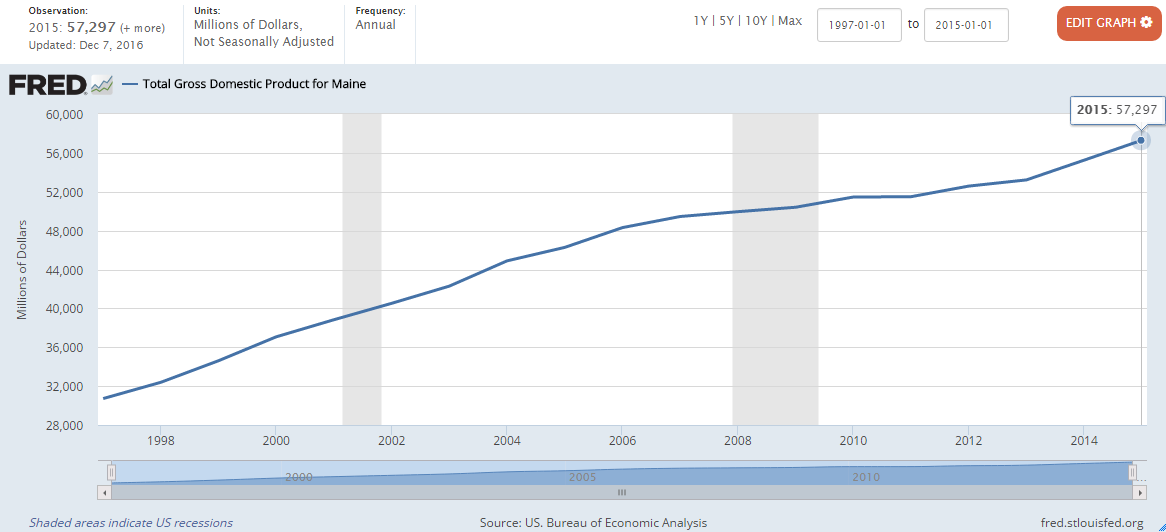 Observation:
2015: 57,297 (+ more)
Updated: Dec 7, 2016
Units:
Millions of Dollars,
Not Seasonally Adjusted
Frequency:
Annual
1Y | 5Y | 10Y | Max
1997-01-01 to 2015-01-01
EDIT GRAPH
FRED
Total Gross Domestic Product for Maine
2015: 57,297
Millions of Dollars
60,000
56,000
52,000
48,000
44,000
40,000
36,000
32,000
28,000
1998 2000 2002 2004 2006 2008 2010 2012 2014
2000 2005 2010
Shaded areas indicate US recessions
Source: US. Bureau of Economic Analysis
fred.stlouisfed.org